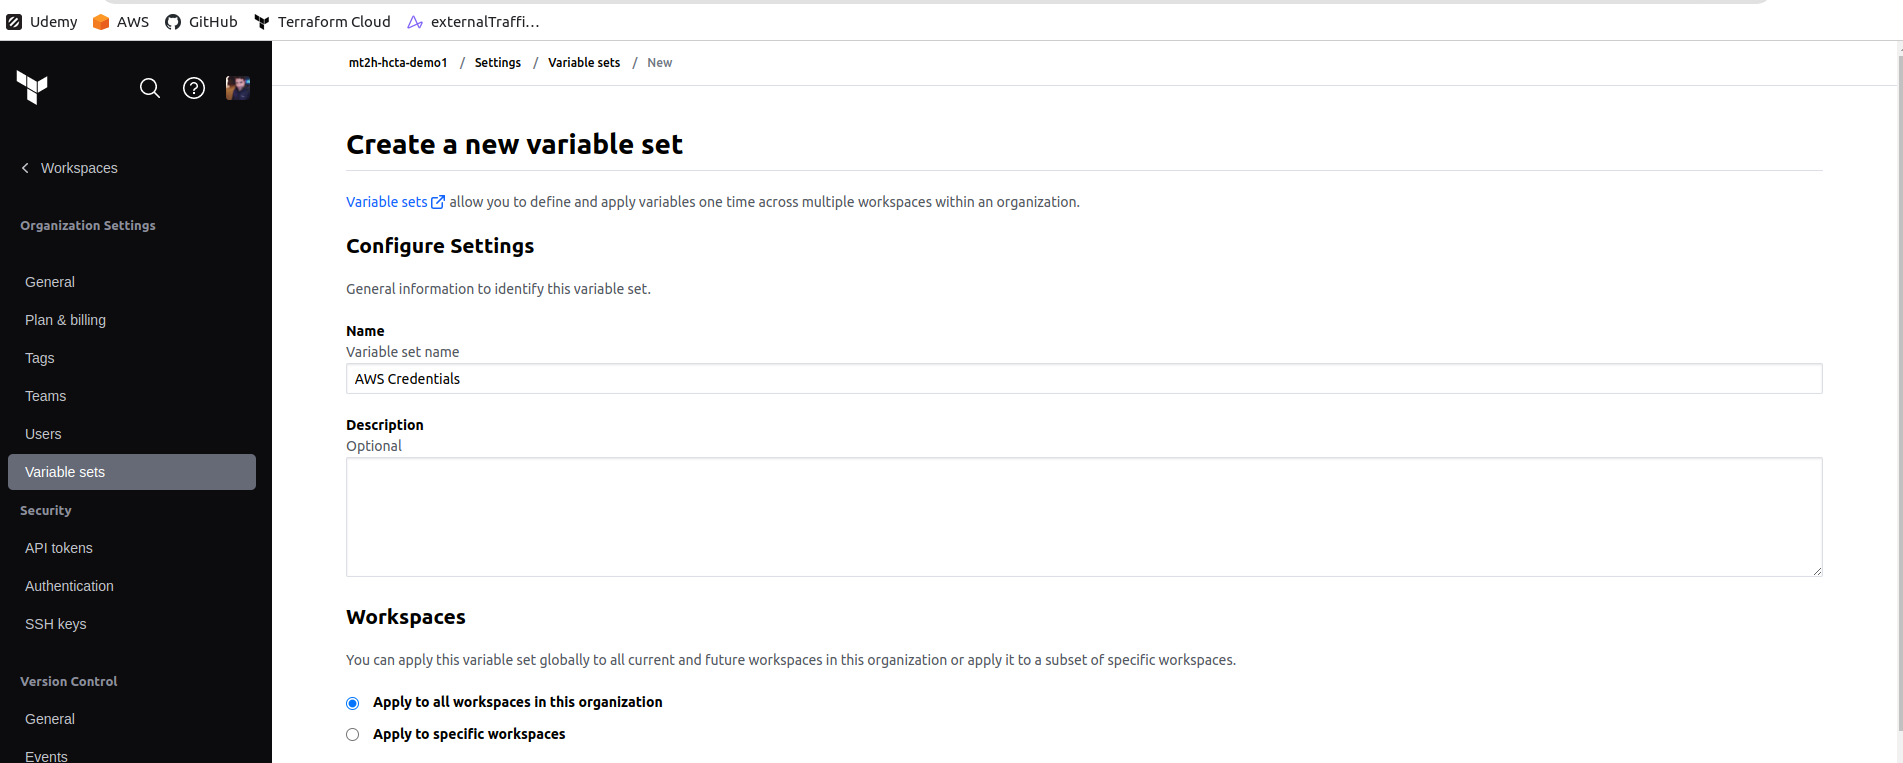 Udemy AWS GitHub Terraform Cloud externalTraffi...
mt2h-hcta-demo1 / Settings / Variable sets / New
Workspaces
Organization Settings
General
Plan & billing
Tags
Teams
Users
Variable sets
Security
API tokens
Authentication
SSH keys
Version Control
General
Events
Create a new variable set
Variable sets allow you to define and apply variables one time across multiple workspaces within an organization.
Configure Settings
General information to identify this variable set.
Name
Variable set name
AWS Credentials
Description
Optional
Workspaces
You can apply this variable set globally to all current and future workspaces in this organization or apply it to a subset of specific workspaces.
Apply to all workspaces in this organization
Apply to specific workspaces